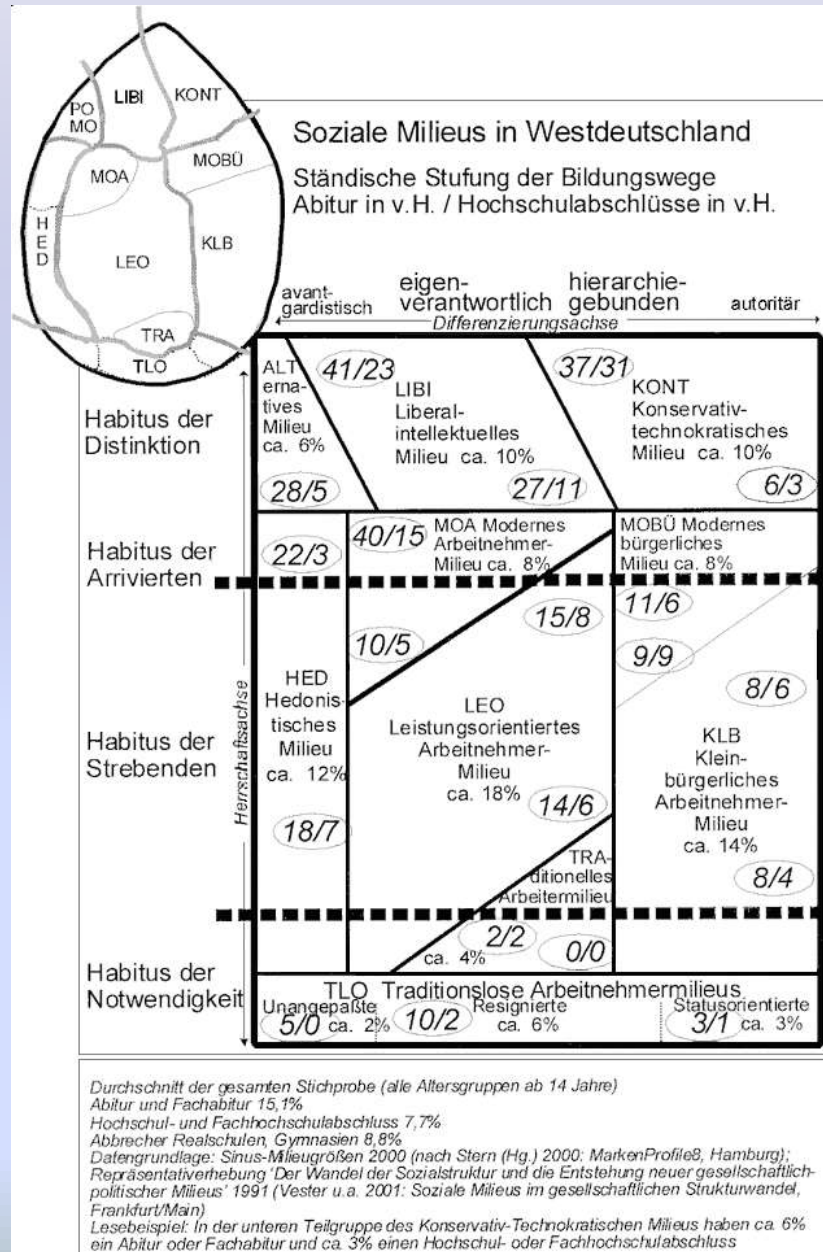 PO
MO
LIBI
KONT
MOA
MOBÜ
H
E
D
LEO
KLB
TRA
TLO
Soziale Milieus in Westdeutschland
Ständische Stufung der Bildungswege
Abitur in v.H. / Hochschulabschlüsse in v.H.
avant-
gardistisch
eigen-
verantwortlich
hierarchie-
gebunden
autoritär
Differenzierungsachse
Herrschaftsachse
Habitus der
Distinktion
ALT
erna-
tives
Milieu
ca. 6%
28/5
41/23
LIBI
Liberal-
intellektuelles
Milieu ca. 10%
27/11
37/31
KONT
Konservativ-
technokratisches
Milieu ca. 10%
6/3
Habitus der
Arrivierten
22/3
40/15
MOA Modernes
Arbeitnehmer-
Milieu ca. 8%
MOBÜ Modernes
bürgerliches
Milieu ca. 8%
10/5
15/8
11/6
9/9
8/6
Habitus der
Strebenden
HED
Hedonis-
tisches
Milieu
ca. 12%
18/7
LEO
Leistungsorientiertes
Arbeitnehmer-
Milieu
ca. 18%
14/6
KLB
Klein-
bürgerliches
Arbeitnehmer-
Milieu
ca. 14%
8/4
TRA-
ditionelles
Arbeitermilieu
2/2
ca. 4%
0/0
Habitus der
Notwendigkeit
TLO Traditionslose Arbeitnehmermilieus
Unangepaßte
5/0 ca. 2%
Resignierte
10/2 ca. 6%
Statusorientierte
3/1 ca. 3%
Durchschnitt der gesamten Stichprobe (alle Altersgruppen ab 14 Jahre)
Abitur und Fachabitur 15,1%
Hochschul- und Fachhochschulabschluss 7,7%
Abbrecher Realschulen, Gymnasien 8,8%
Datengrundlage: Sinus-Milieugrößen 2000 (nach Stern (Hg.) 2000: MarkenProfile8, Hamburg);
Repräsentativerhebung 'Der Wandel der Sozialstruktur und die Entstehung neuer gesellschaftlich-
politischer Milieus' 1991 (Vester u.a. 2001: Soziale Milieus im gesellschaftlichen Strukturwandel,
Frankfurt/Main)
Lesebeispiel: In der unteren Teilgruppe des Konservativ-Technokratischen Milieus haben ca. 6%
ein Abitur oder Fachabitur und ca. 3% einen Hochschul- oder Fachhochschulabschluss